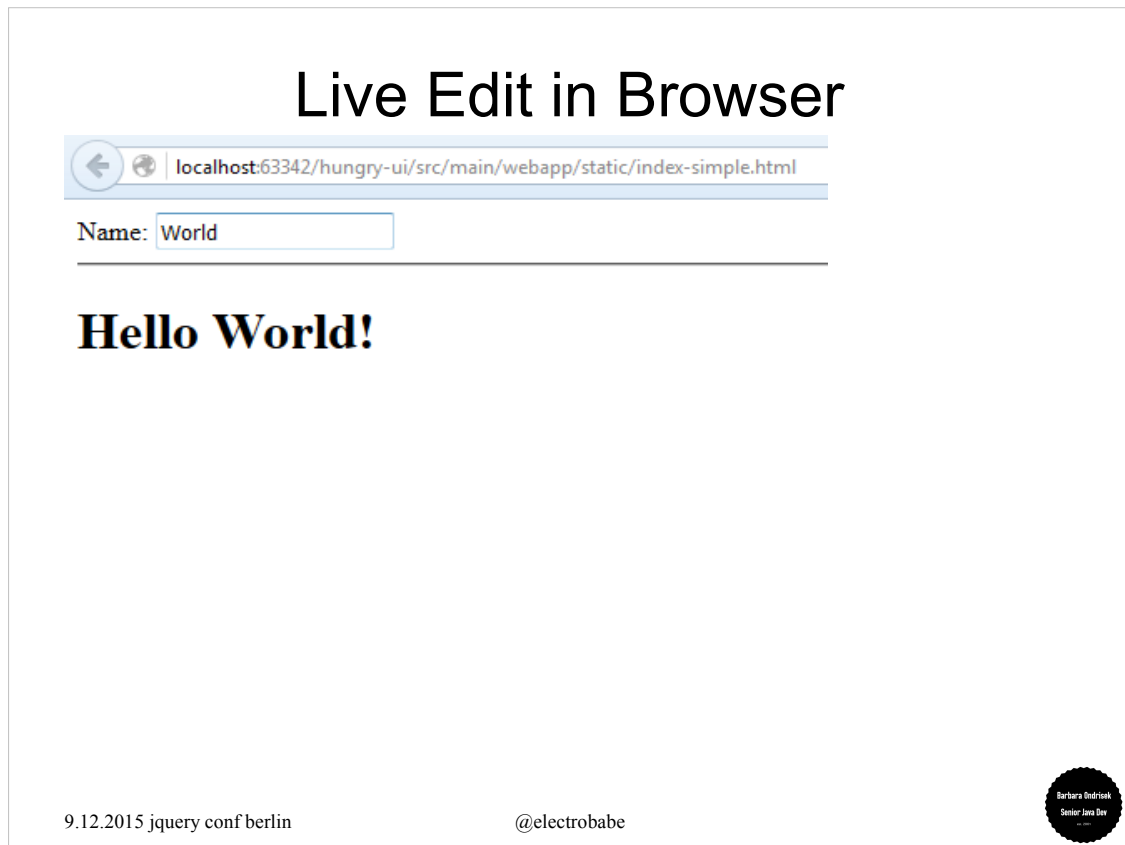 Live Edit in Browser
localhost:63342/hungry-ui/src/main/webapp/static/index-simple.html
Name: World
Hello World!
9.12.2015 jquery conf berlin
@electrobabe
Barbara Ondrisek
Senior Java Dev